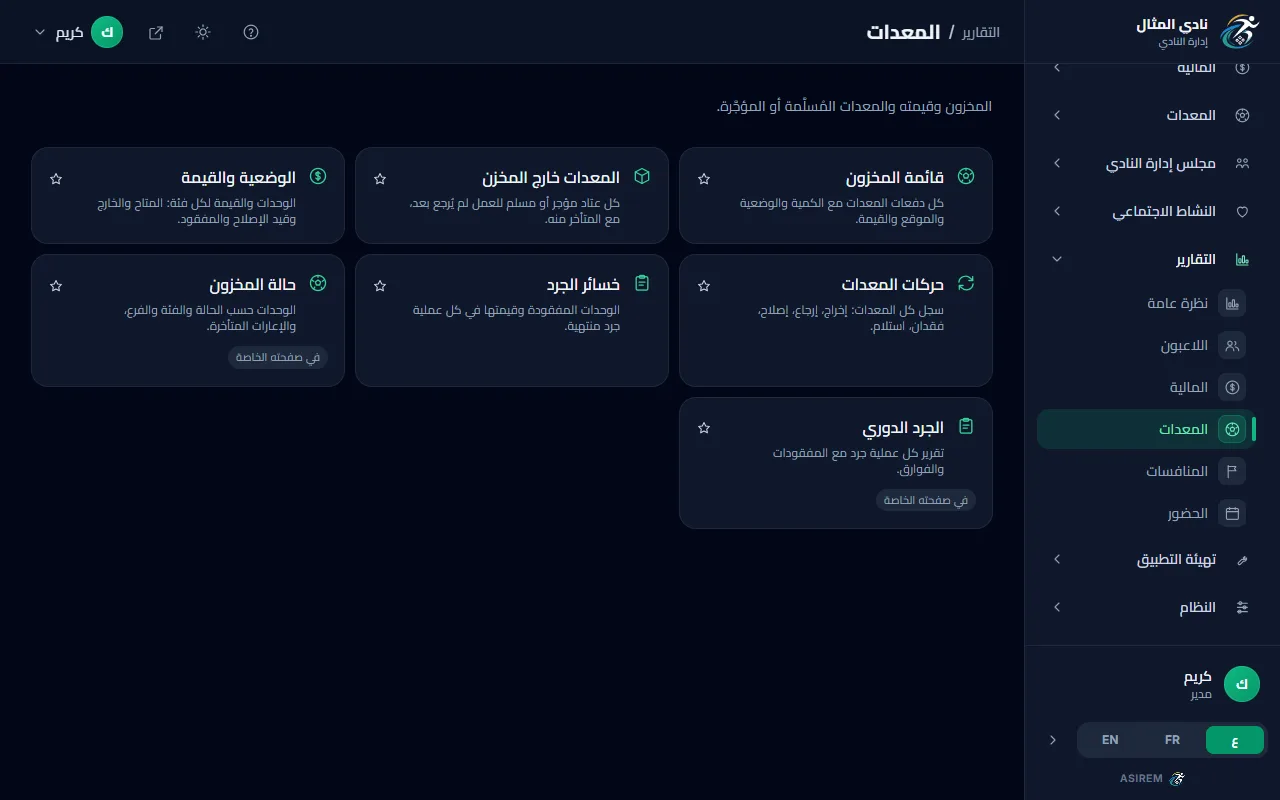 نادي المثال
إدارة النادي
المالية
المعدات
مجلس إدارة النادي
النشاط الاجتماعي
التقارير
نظرة عامة
اللاعبون
المالية
المعدات
المنافسات
الحضور
تهيئة التطبيق
النظام
ك
كريم
مدير
ع
FR
EN
ASIREM
التقارير / المعدات
ك كريم
المخزون وقيمته والمعدات المُسلَّمة أو المؤجَّرة.
قائمة المخزون
كل دفعات المعدات مع الكمية والوضعية
والموقع والقيمة.
المعدات خارج المخزن
كل عتاد مؤجر أو مسلم للعمل لم يُرجع بعد،
مع المتأخر منه.
الوضعية والقيمة
الوحدات والقيمة لكل فئة: المتاح والخارج
وقيد الإصلاح والمفقود.
حركات المعدات
سجل كل المعدات: إخراج، إرجاع، إصلاح،
فقدان، استلام.
خسائر الجرد
الوحدات المفقودة وقيمتها في كل عملية
جرد منتهية.
حالة المخزون
الوحدات حسب الحالة والفئة والفرع،
والإعارات المتأخرة.
في صفحته الخاصة
الجرد الدوري
تقرير كل عملية جرد مع المفقودات
والفوارق.
في صفحته الخاصة